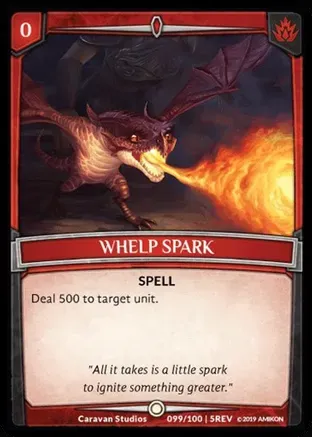 0
WHELP SPARK
SPELL
Deal 500 to target unit.
"All it takes is a little spark
to ignite something greater."
Caravan Studios 099/100 | 5REV ©2019 AMIKON